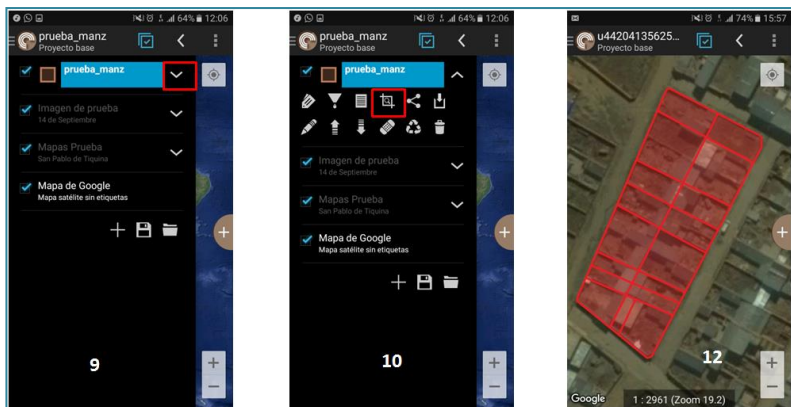 64% 12:06
prueba_manz
Proyecto base
prueba_manz
Imagen de prueba
14 de Septiembre
Mapas Prueba
San Pablo de Tiquina
Mapa de Google
Mapa satélite sin etiquetas
9
64% 12:06
prueba_manz
Proyecto base
prueba_manz
Imagen de prueba
14 de Septiembre
Mapas Prueba
San Pablo de Tiquina
Mapa de Google
Mapa satélite sin etiquetas
10
74% 15:57
u44204135625...
Proyecto base
12
Google
1 : 2961 (Zoom 19.2)